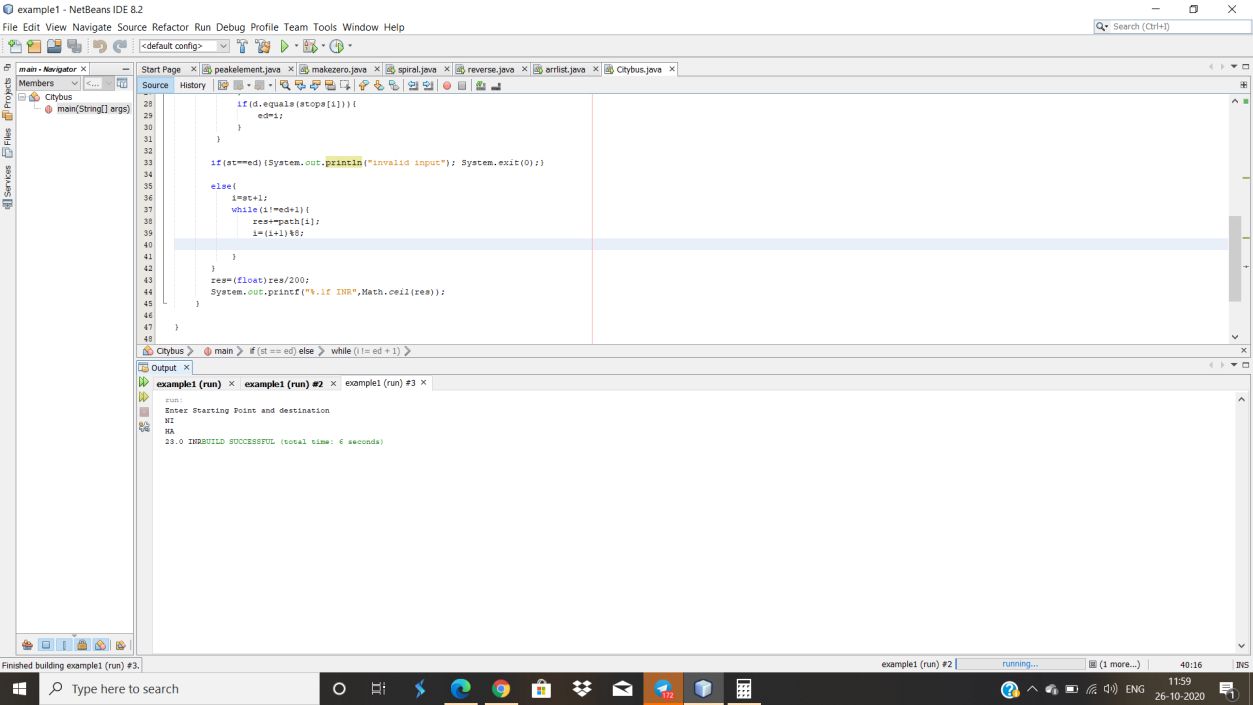 example1 - NetBeans IDE 8.2
File Edit View Navigate Source Refactor Run Debug Profile Team Tools Window Help
Search (Ctrl+I)
<default config>
main - Navigator
Members
<...
Citybus
main(String[] args)
Projects
Files
Services
Start Page peakelement.java makezero.java spiral.java reverse.java arrlist.java Citybus.java
Source History
28 if(d.equals(stops[i])){
29 ed=i;
30 }
31 }
32
33 if(st==ed){System.out.println("invalid input"); System.exit(0);}
34
35 else{
36 i=st+1;
37 while(i!=ed+1){
38 res+=path[i];
39 i=(i+1)%8;
40
41 }
42 }
43 res=(float)res/200;
44 System.out.printf("%.1f INR",Math.ceil(res));
45 }
46
47 }
48
Citybus main if (st == ed) else while (i != ed + 1)
Output
example1 (run) example1 (run) #2 example1 (run) #3
run:
Enter Starting Point and destination
NI
HA
23.0 INRBUILD SUCCESSFUL (total time: 6 seconds)
Finished building example1 (run) #3.
example1 (run) #2 running... (1 more...) 40:16 INS
Type here to search
172
ENG
11:59
26-10-2020
1